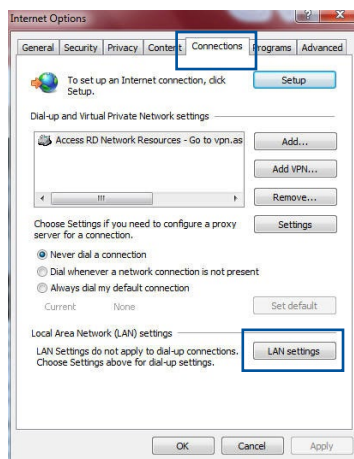 Internet Options
General Security Privacy Content Connections Programs Advanced
To set up an Internet connection, click
Setup.
Setup
Dial-up and Virtual Private Network settings
Access RD Network Resources - Go to vpn.as
Add...
Add VPN...
Remove...
Choose Settings if you need to configure a proxy
server for a connection.
Settings
Never dial a connection
Dial whenever a network connection is not present
Always dial my default connection
Current None
Set default
Local Area Network (LAN) settings
LAN Settings do not apply to dial-up connections.
Choose Settings above for dial-up settings.
LAN settings
OK Cancel Apply